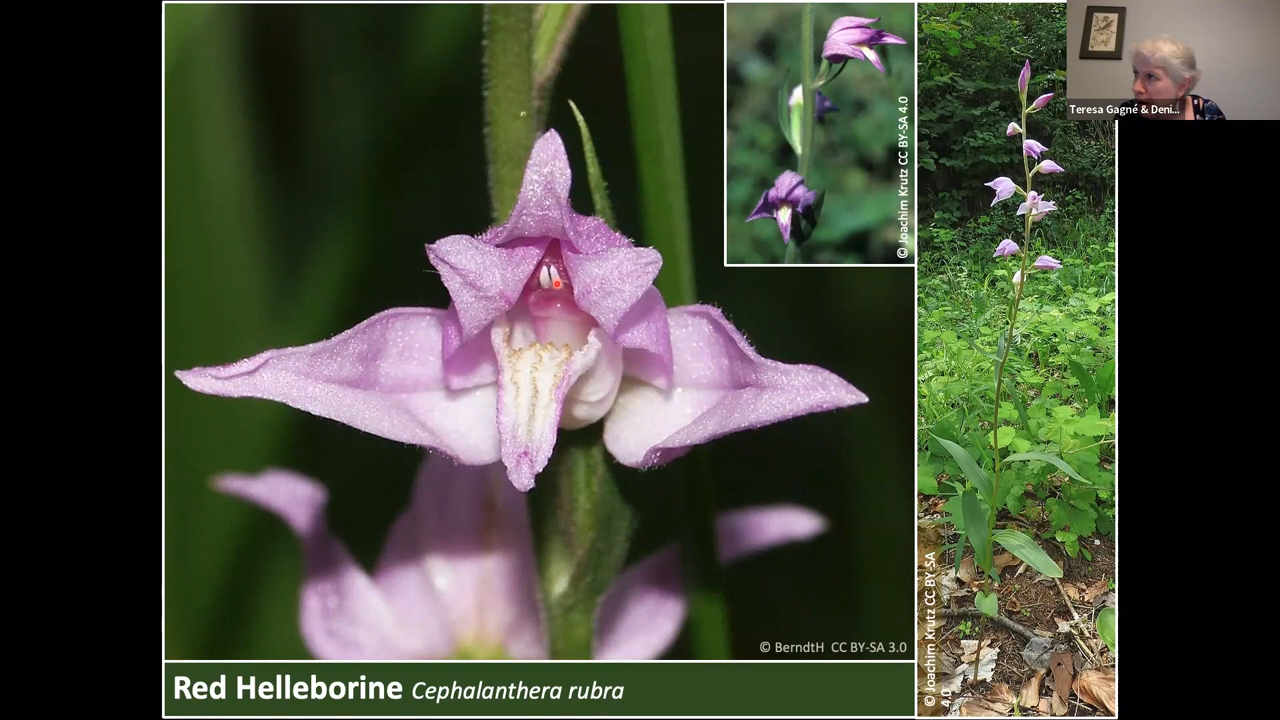 © Joachim Krutz CC BY-SA 4.0
Teresa Gagné & Deni...
© BerndtH CC BY-SA 3.0
© Joachim Krutz CC BY-SA
4.0
Red Helleborine Cephalanthera rubra